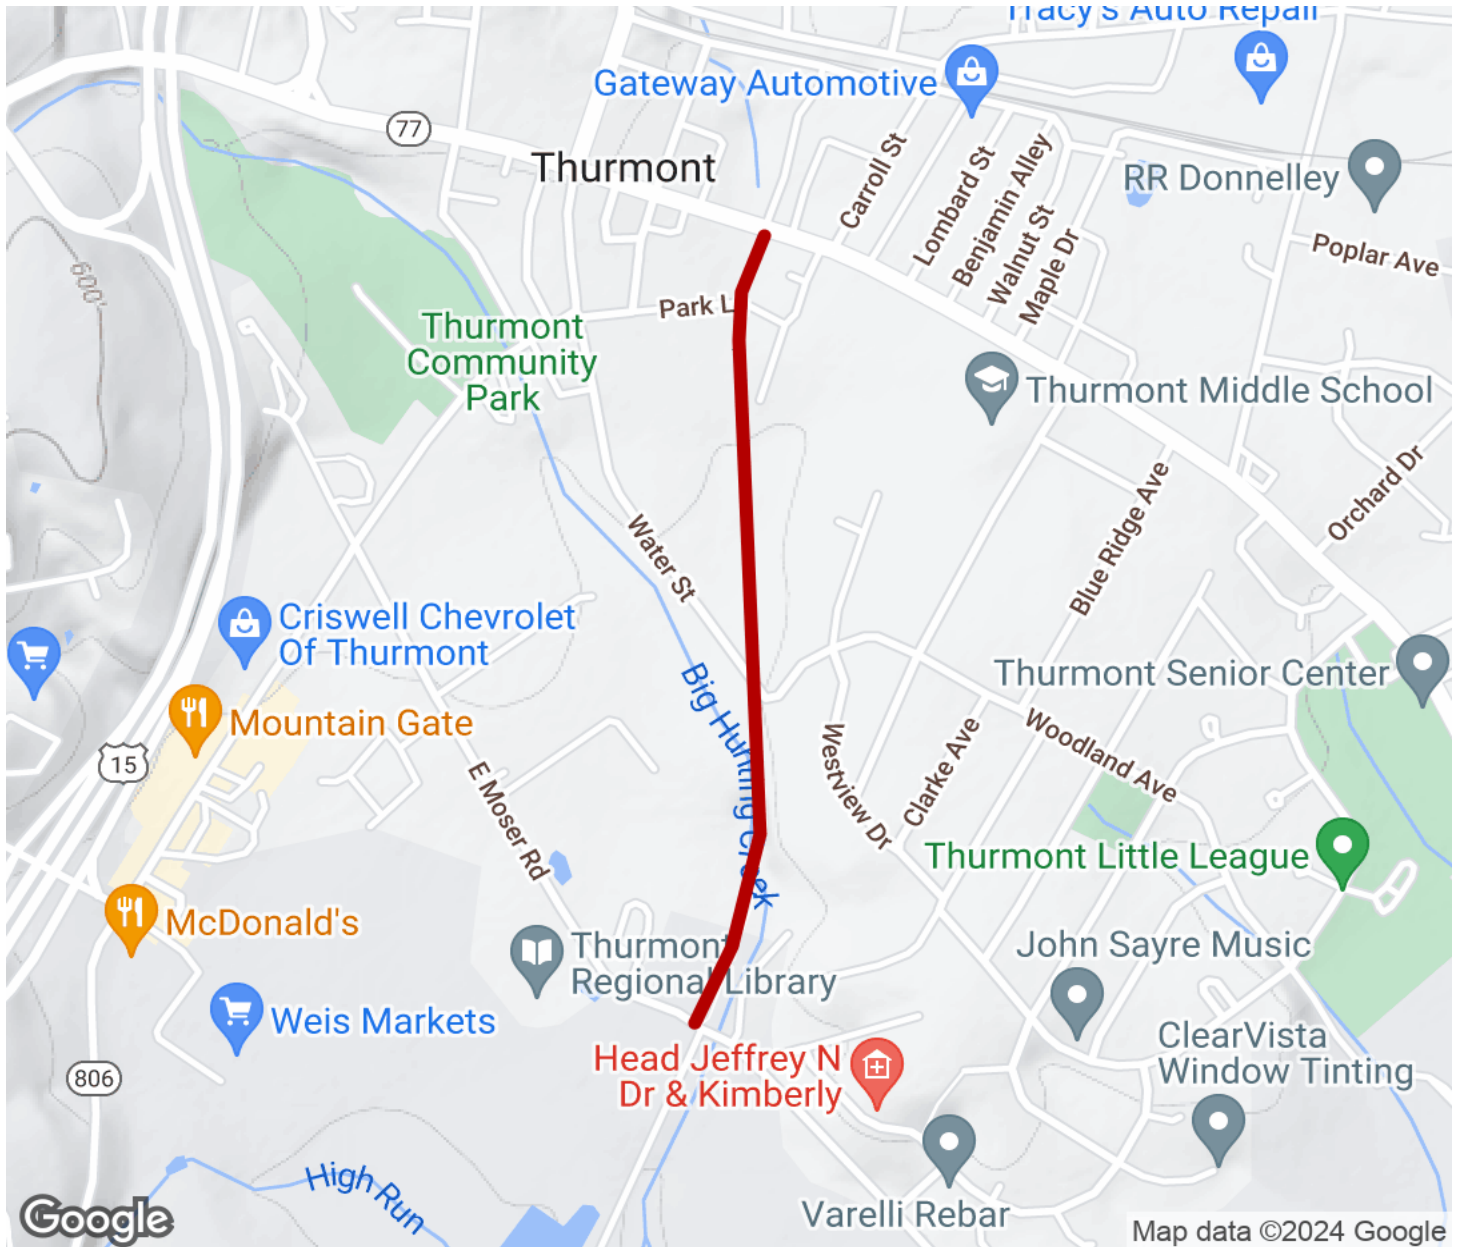 Tracy's Auto Repair
Gateway Automotive
77
Thurmont
Carroll St
Lombard St
Benjamin Alley
Walnut St
Maple Dr
RR Donnelley
Poplar Ave
600'
Park L
Thurmont
Community
Park
Thurmont Middle School
Orchard Dr
Blue Ridge Ave
Water St
Criswell Chevrolet
Of Thurmont
Mountain Gate
15
Big Hunting Creek
Thurmont Senior Center
Woodland Ave
Westview Dr
Clarke Ave
E Moser Rd
Thurmont Little League
McDonald's
Thurmont
Regional Library
John Sayre Music
Weis Markets
ClearVista
Window Tinting
Head Jeffrey N
Dr & Kimberly
806
High Run
Varelli Rebar
Google
Map data ©2024 Google